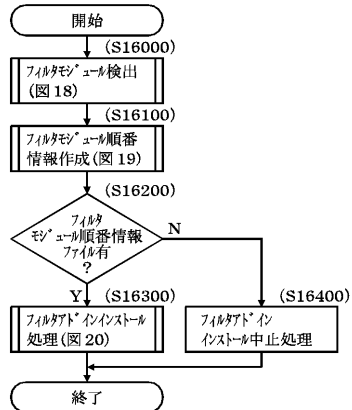 開始
(S16000)
フィルタモジュール検出
(図18)
(S16100)
フィルタモジュール順番
情報作成(図19)
(S16200)
フィルタ
モジュール順番情報
ファイル有
?
N
Y
(S16300)
フィルタアドインインストール
処理(図20)
(S16400)
フィルタアドイン
インストール中止処理
終了